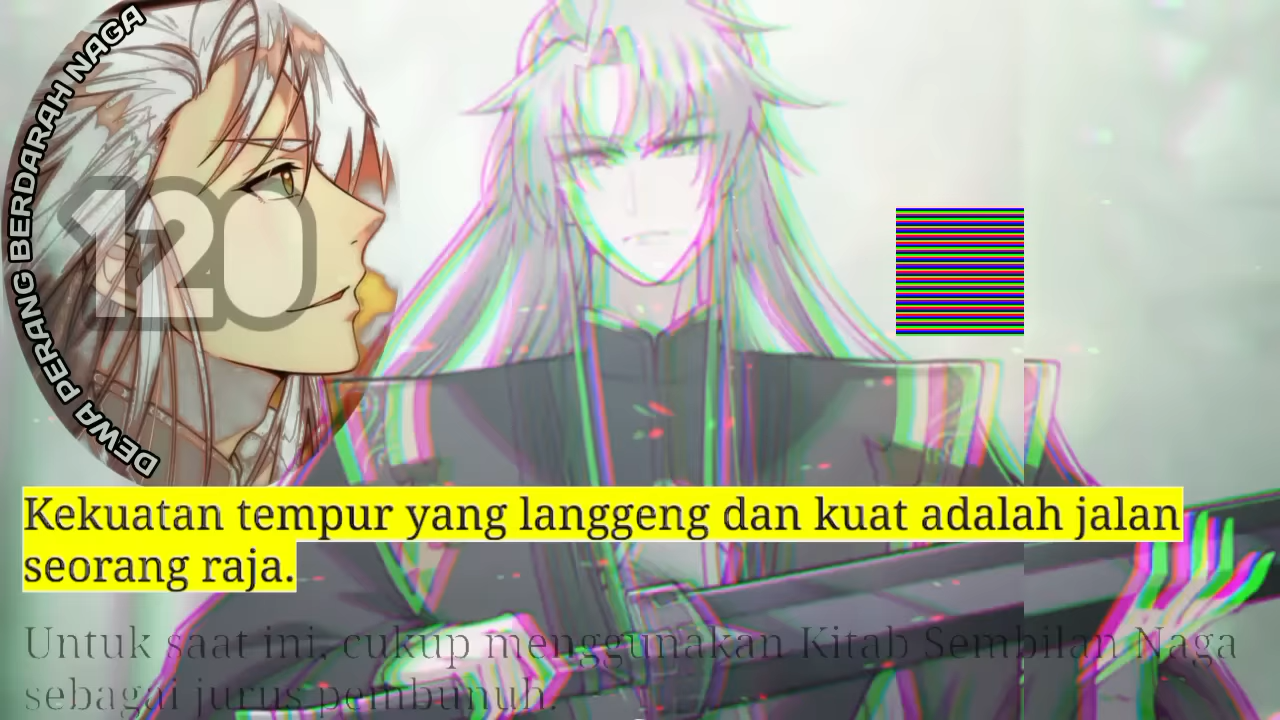 DEWA PERANG BERDARAH NAGA
120
Kekuatan tempur yang langgeng dan kuat adalah jalan
seorang raja.
Untuk saat ini, cukup menggunakan Kitab Sembilan Naga
sebagai jurus pembunuh.